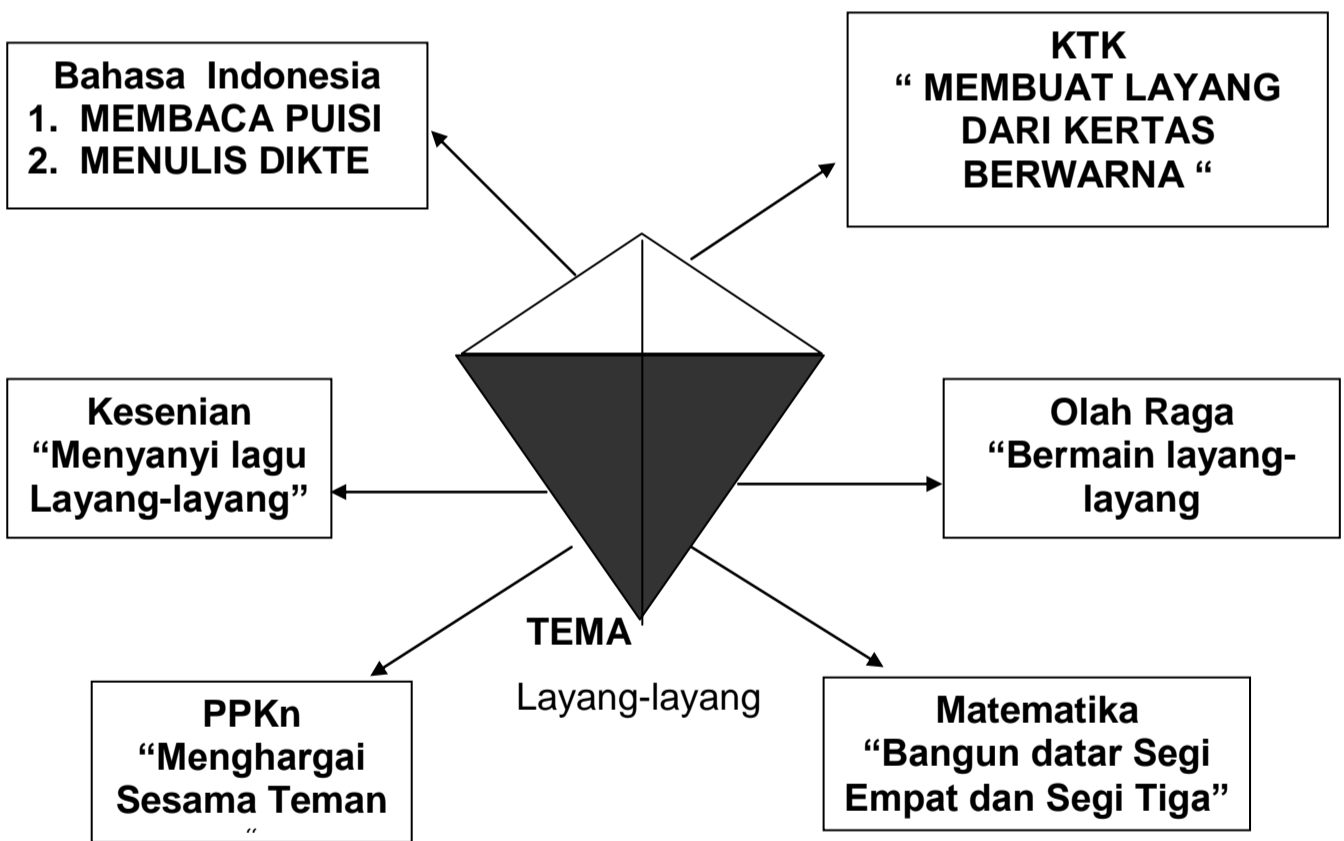 Bahasa Indonesia
1. MEMBACA PUISI
2. MENULIS DIKTE
KTK
“ MEMBUAT LAYANG
DARI KERTAS
BERWARNA “
Kesenian
“Menyanyi lagu
Layang-layang”
Olah Raga
“Bermain layang-
layang
TEMA
Layang-layang
PPKn
“Menghargai
Sesama Teman
“
Matematika
“Bangun datar Segi
Empat dan Segi Tiga”